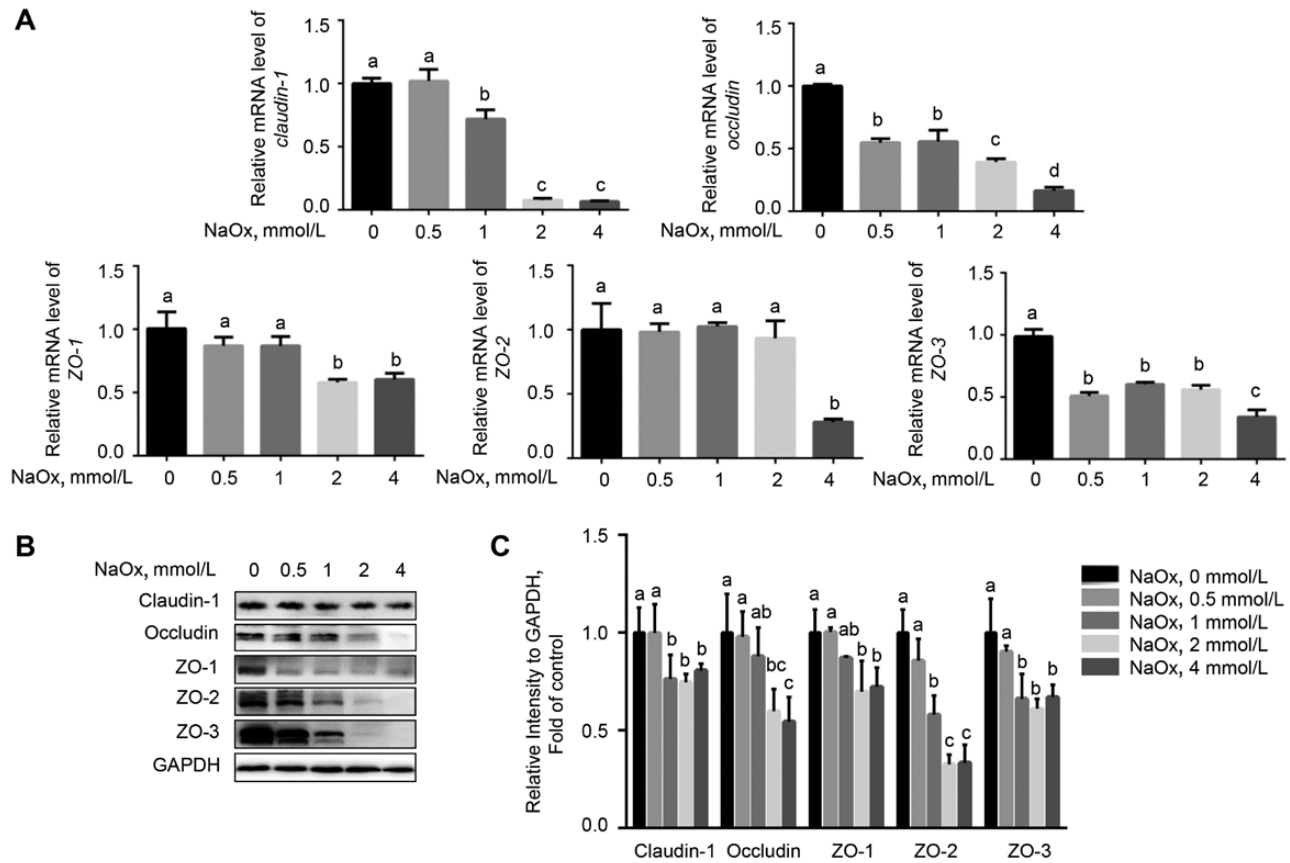 A
Relative mRNA level of
claudin-1
1.5
1.0
0.5
0.0
a a b c c
NaOx, mmol/L 0 0.5 1 2 4
Relative mRNA level of
occludin
1.5
1.0
0.5
0.0
a b b c d
NaOx, mmol/L 0 0.5 1 2 4
Relative mRNA level of
ZO-1
1.5
1.0
0.5
0.0
a a a b b
NaOx, mmol/L 0 0.5 1 2 4
Relative mRNA level of
ZO-2
1.5
1.0
0.5
0.0
a a a a b
NaOx, mmol/L 0 0.5 1 2 4
Relative mRNA level of
ZO-3
1.5
1.0
0.5
0.0
a b b b c
NaOx, mmol/L 0 0.5 1 2 4
B
NaOx, mmol/L 0 0.5 1 2 4
Claudin-1
Occludin
ZO-1
ZO-2
ZO-3
GAPDH
C
Relative Intensity to GAPDH,
Fold of control
1.5
1.0
0.5
0.0
a a b b b a a ab bc c a a ab b b a a b c c a a b b b
Claudin-1 Occludin ZO-1 ZO-2 ZO-3
NaOx, 0 mmol/L
NaOx, 0.5 mmol/L
NaOx, 1 mmol/L
NaOx, 2 mmol/L
NaOx, 4 mmol/L